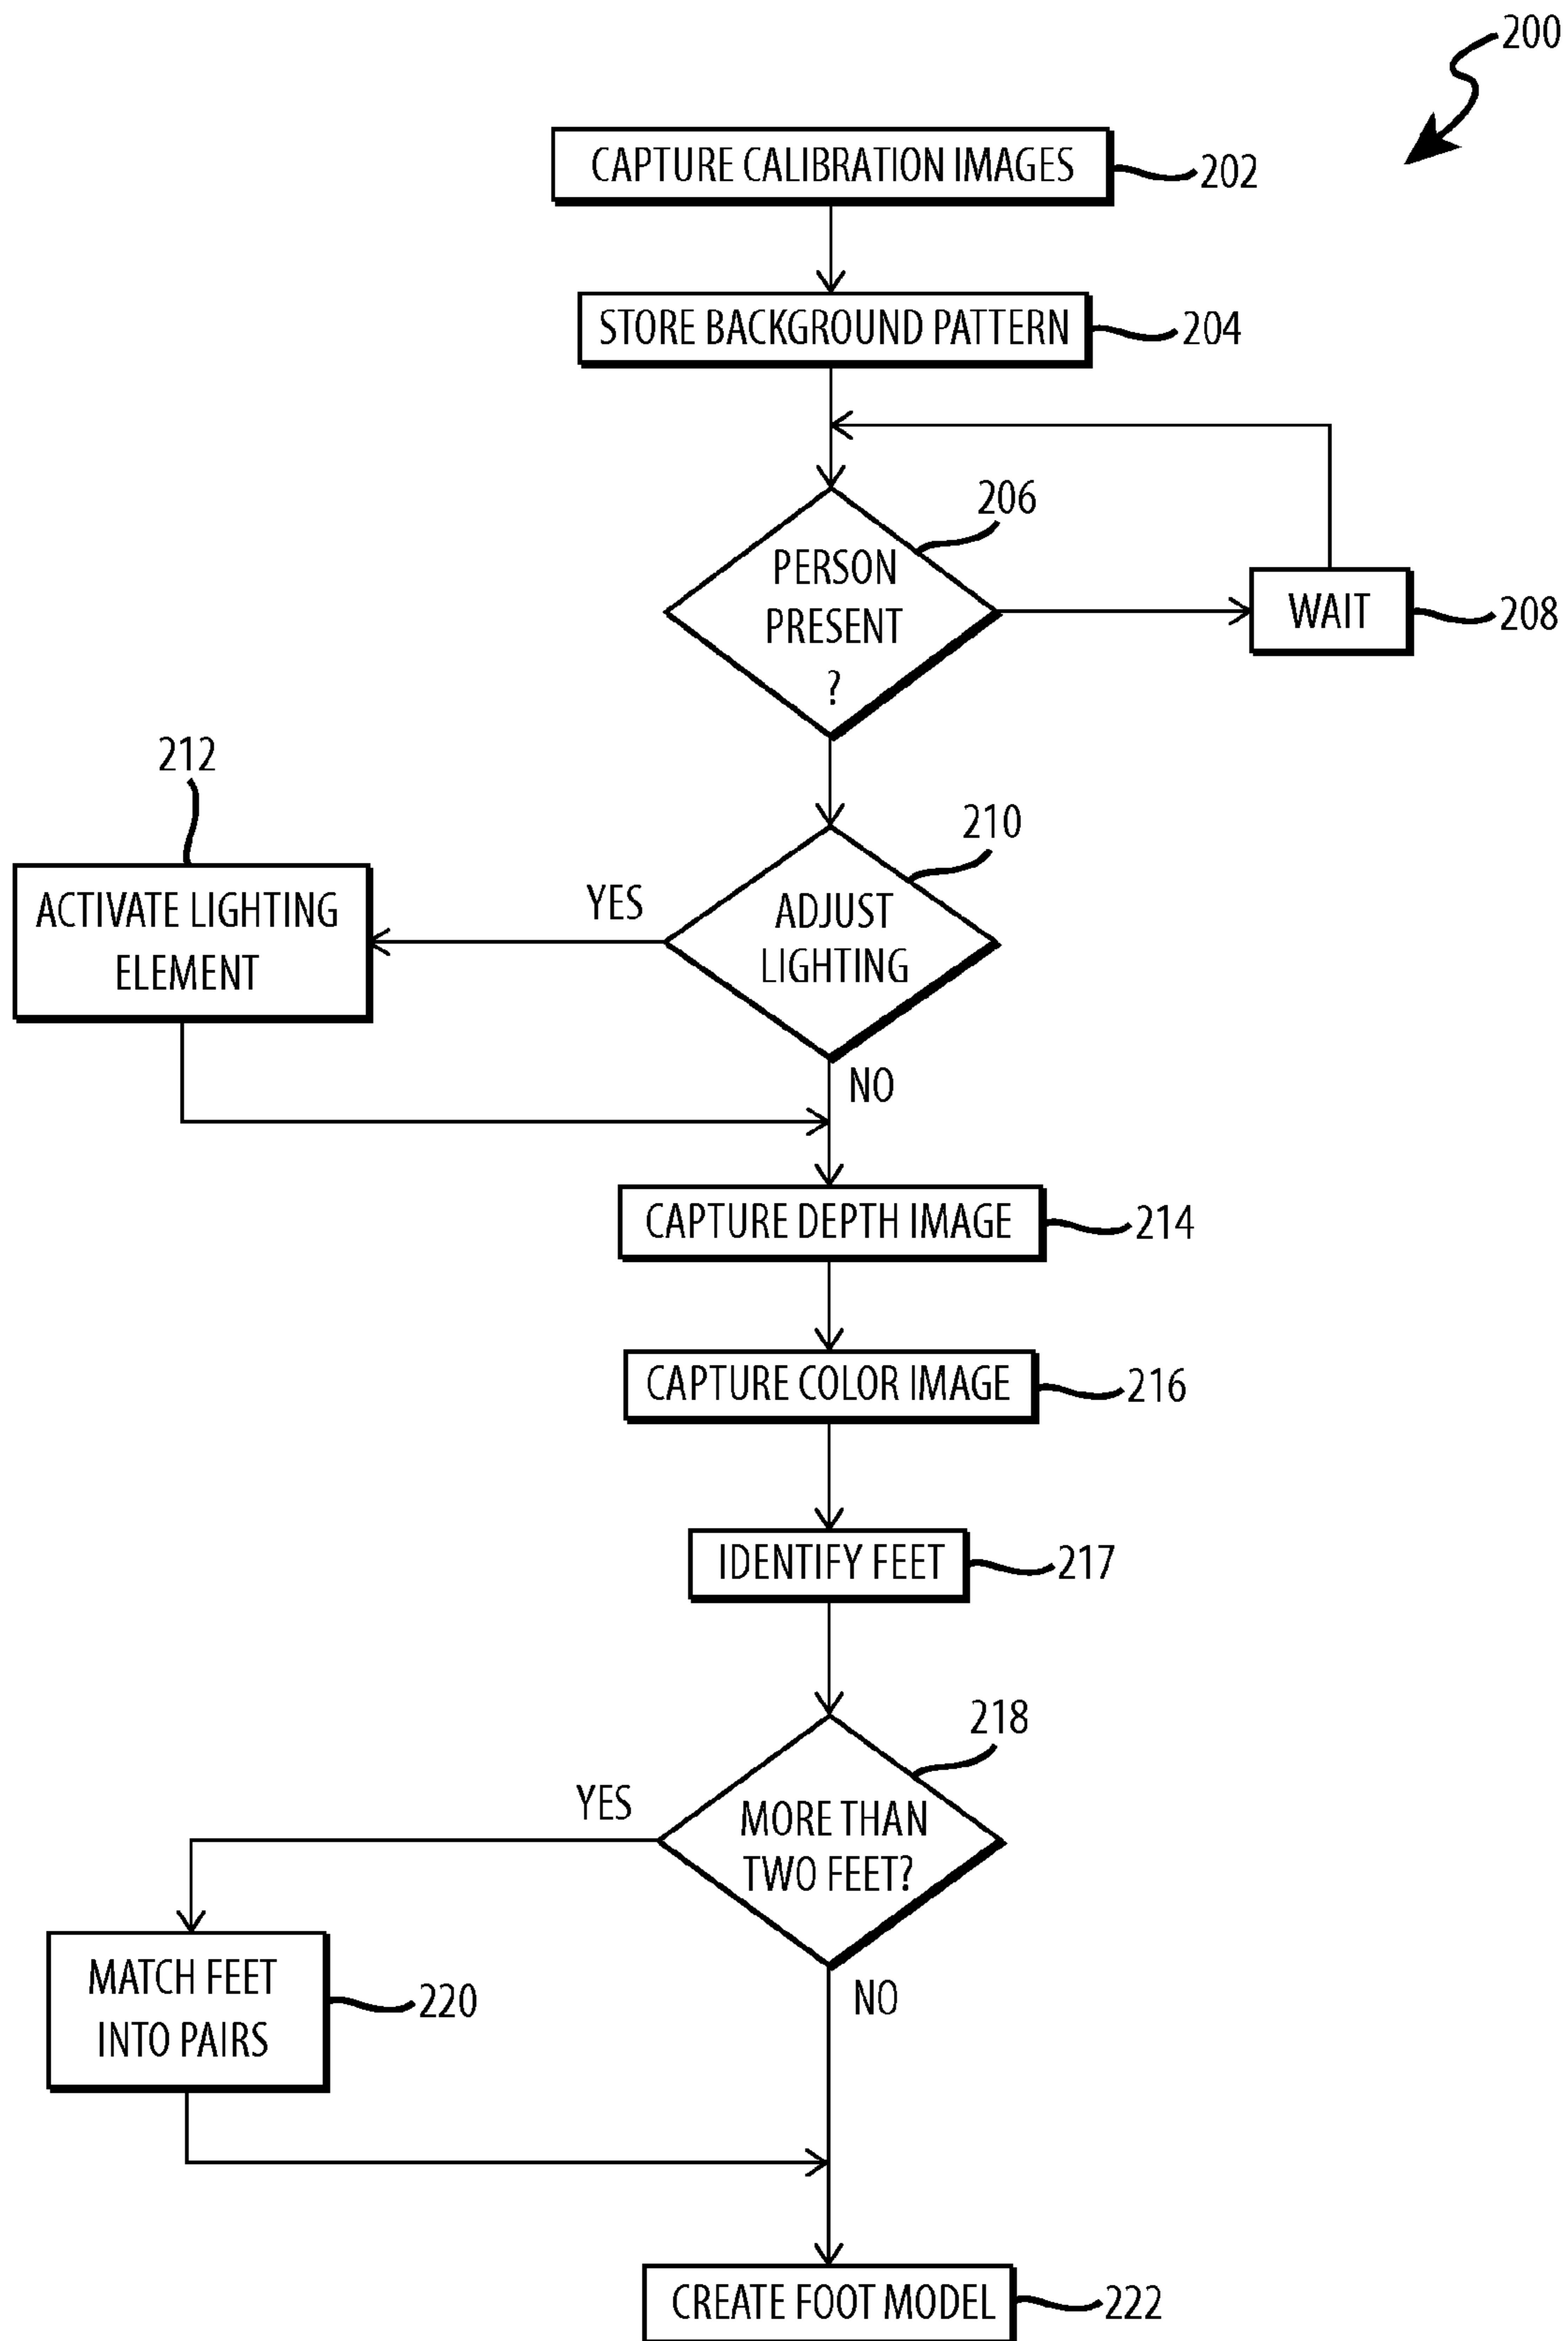 200
CAPTURE CALIBRATION IMAGES
202
STORE BACKGROUND PATTERN
204
206
PERSON
PRESENT
?
WAIT
208
212
210
ACTIVATE LIGHTING
ELEMENT
YES
ADJUST
LIGHTING
NO
CAPTURE DEPTH IMAGE
214
CAPTURE COLOR IMAGE
216
IDENTIFY FEET
217
218
YES
MORE THAN
TWO FEET?
MATCH FEET
INTO PAIRS
220
NO
CREATE FOOT MODEL
222